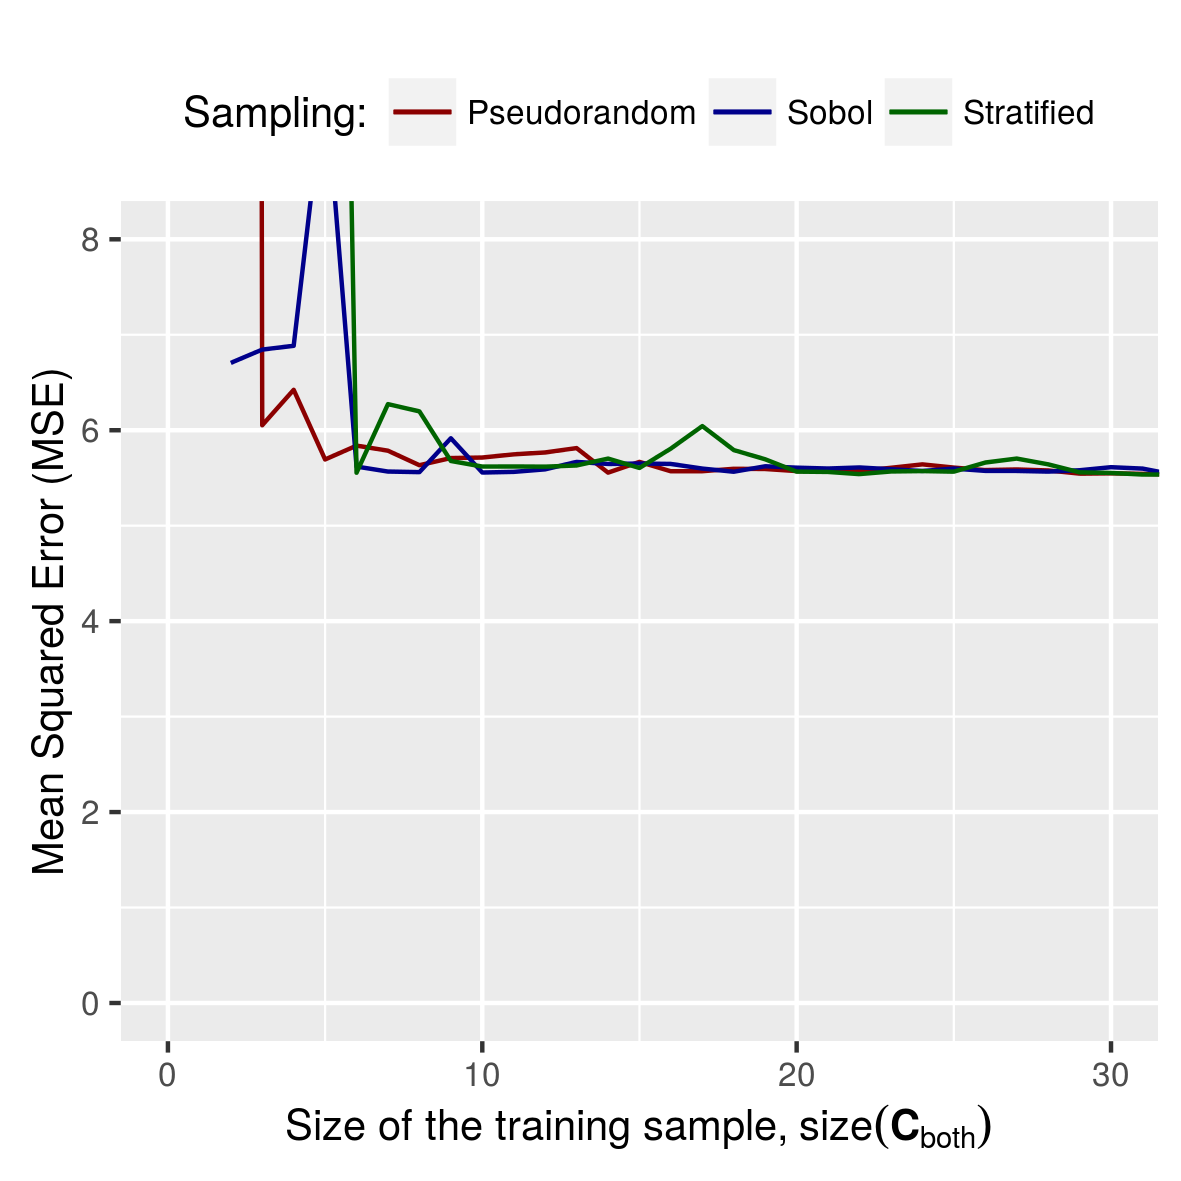 Sampling: Pseudorandom Sobol Stratified
8
6
4
2
0
Mean Squared Error (MSE)
0 10 20 30
Size of the training sample, size(C_both)